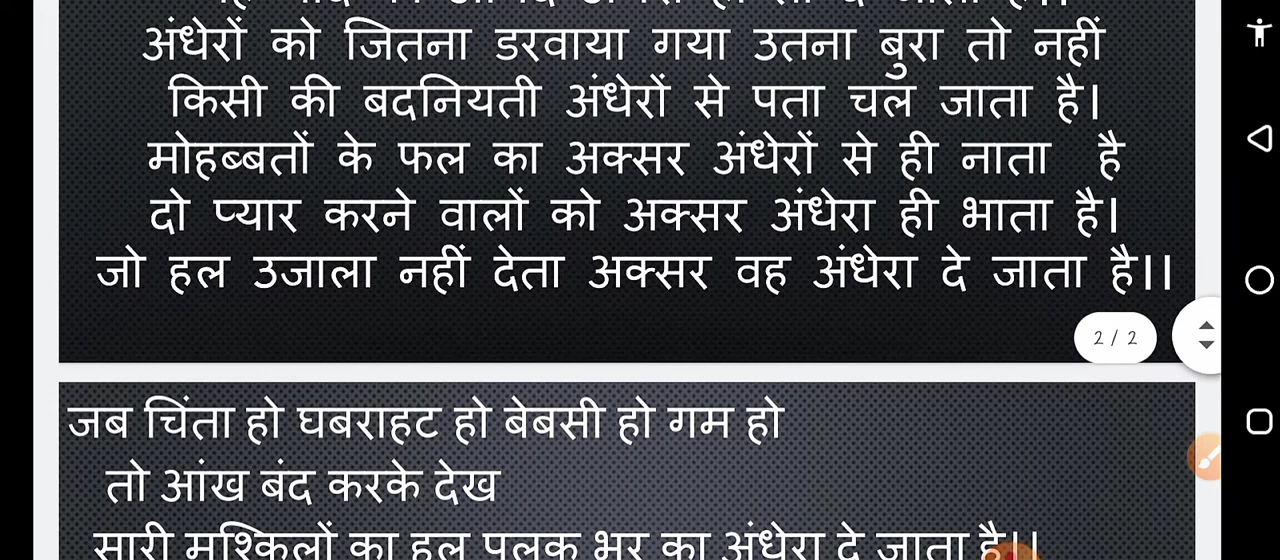 अंधेरों को जितना डरवाया गया उतना बुरा तो नहीं
किसी की बदनियती अंधेरों से पता चल जाता है।
मोहब्बतों के फल का अक्सर अंधेरों से ही नाता है
दो प्यार करने वालों को अक्सर अंधेरा ही भाता है।
जो हल उजाला नहीं देता अक्सर वह अंधेरा दे जाता है।।
2 / 2
जब चिंता हो घबराहट हो बेबसी हो गम हो
तो आंख बंद करके देख
सारी मुश्किलों का हल पलक भर का अंधेरा दे जाता है।।